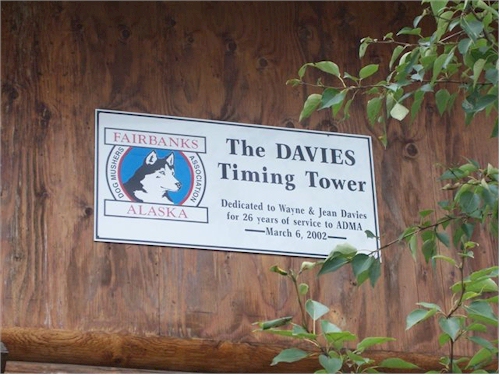 FAIRBANKS
DOG MUSHERS ASSOCIATION
ALASKA
The DAVIES
Timing Tower
Dedicated to Wayne & Jean Davies
for 26 years of service to ADMA
March 6, 2002